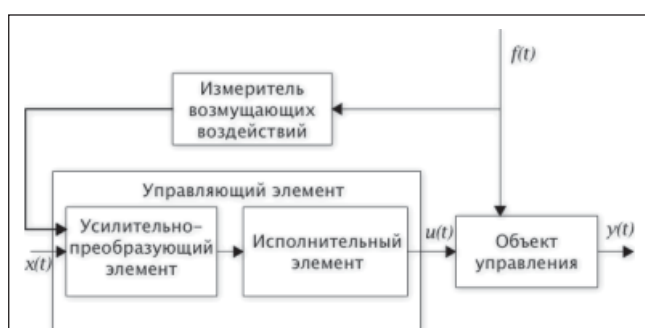 f(t)
Измеритель
возмущающих
воздействий
Управляющий элемент
Усилительно-
преобразующий
элемент
x(t)
Исполнительный
элемент
u(t)
Объект
управления
y(t)